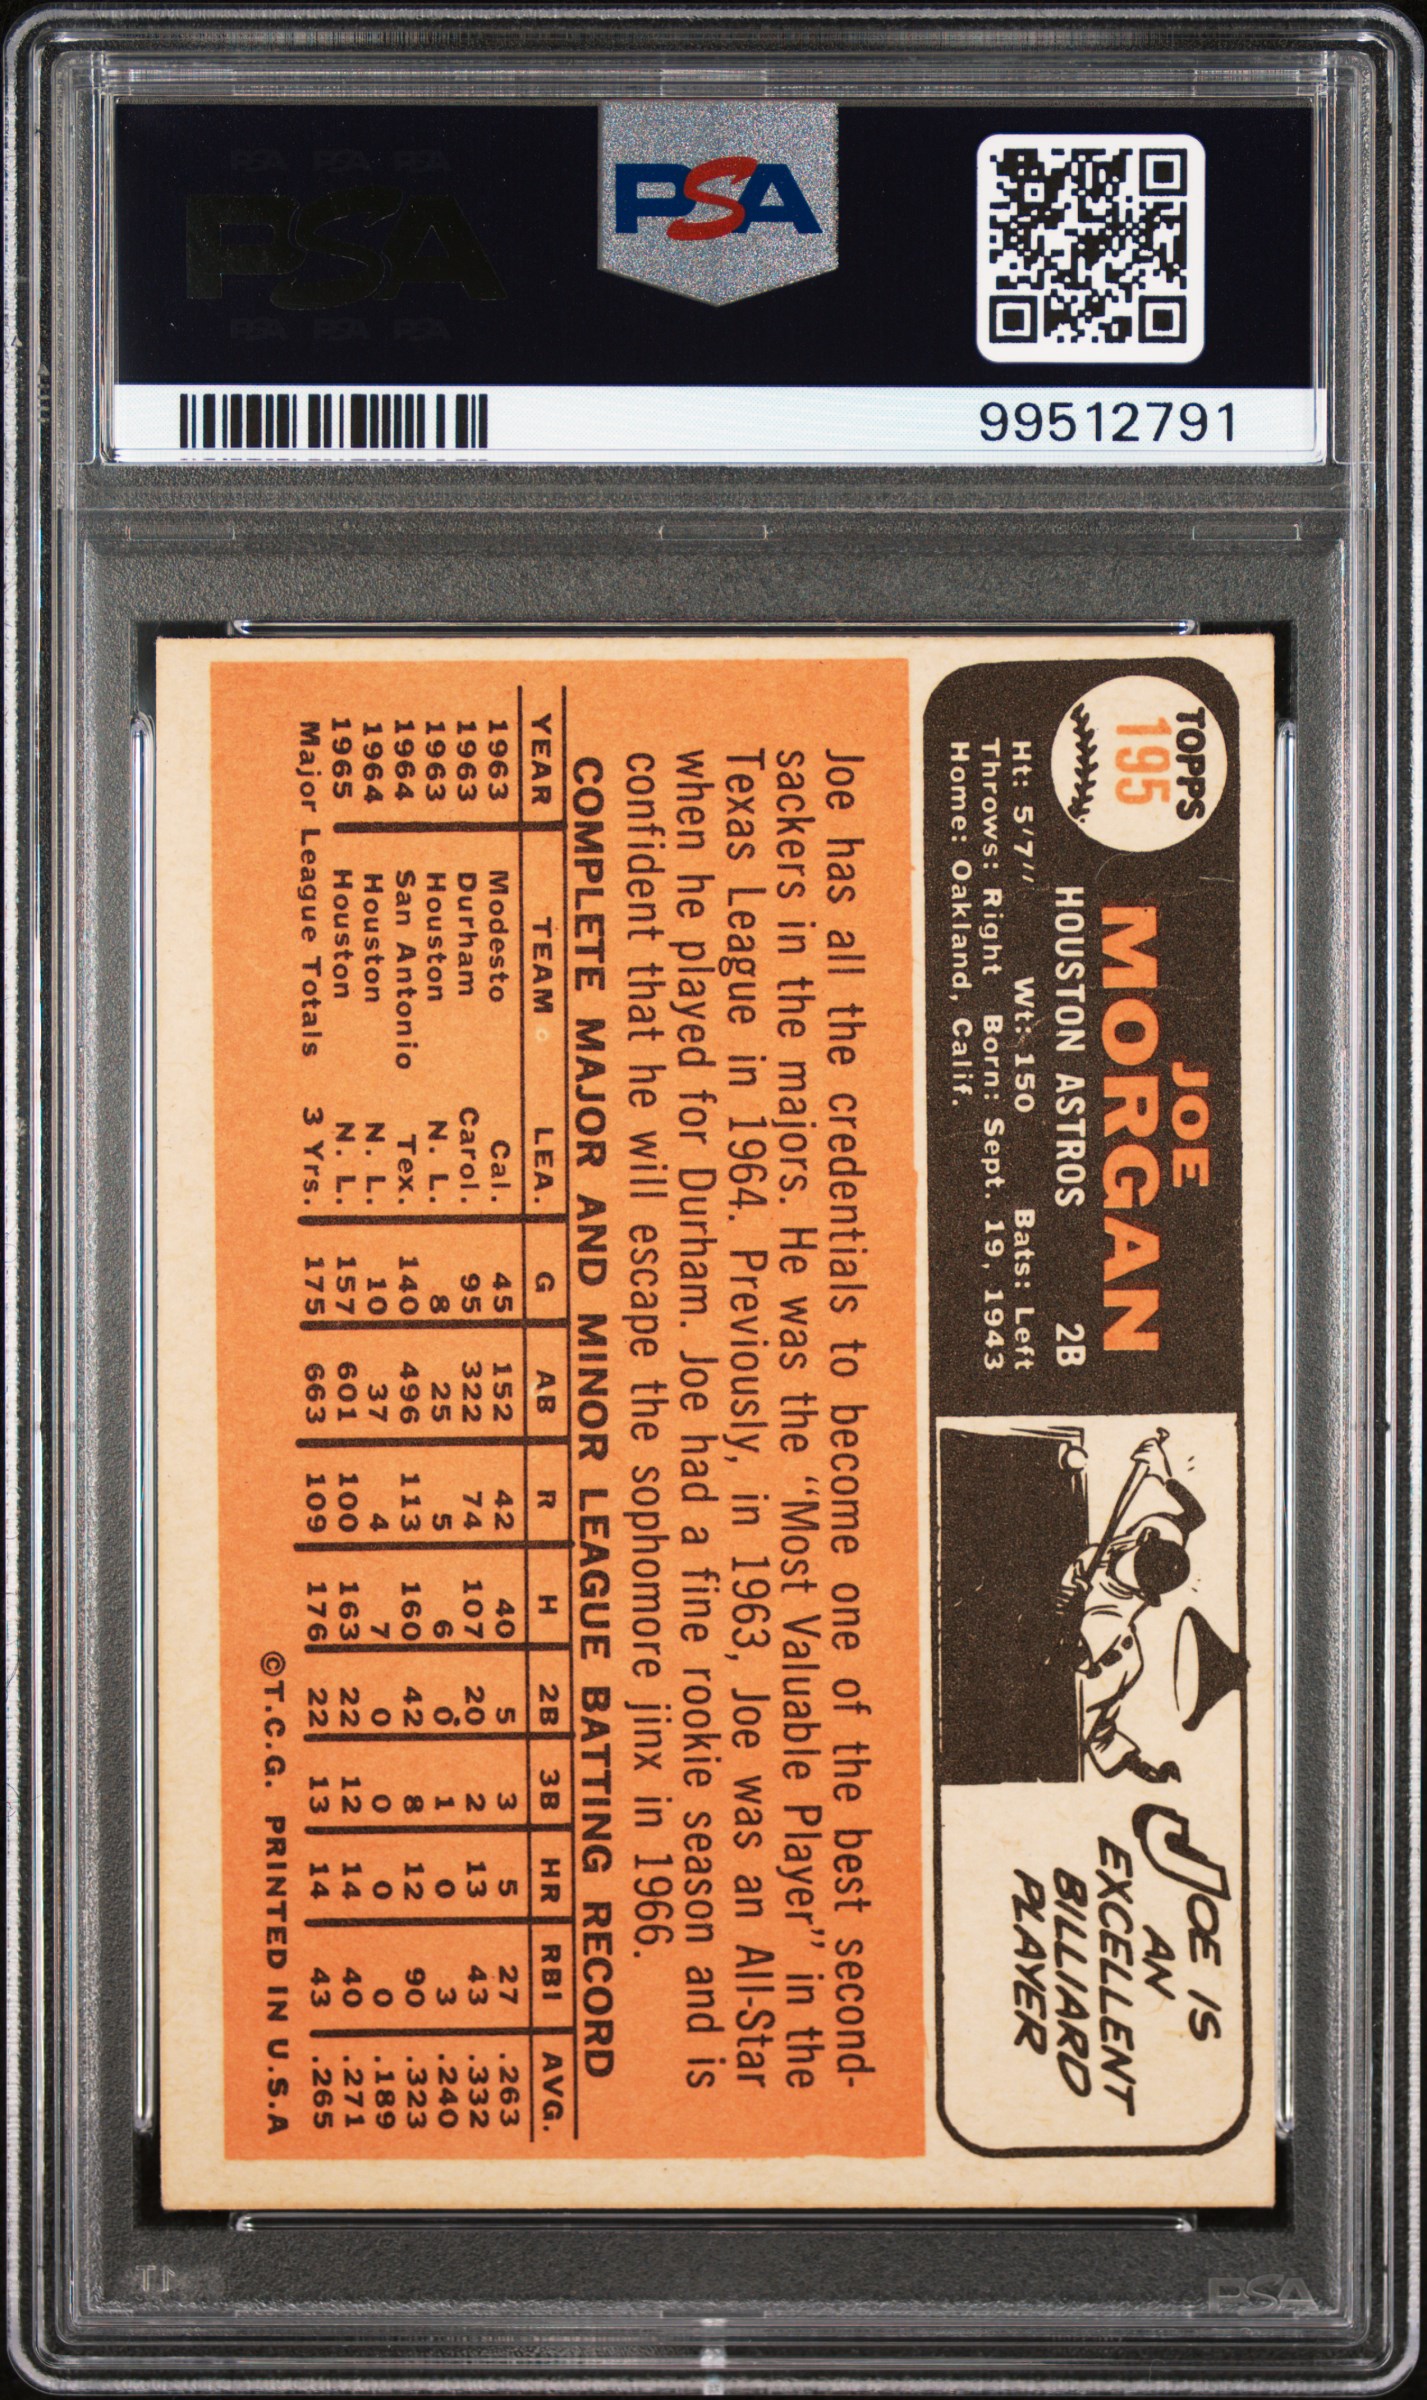 PSA PSA PSA
PSA
PSA PSA PSA
PSA
99512791
TOPPS
195
JOE
MORGAN
HOUSTON ASTROS 2B
Ht: 5'7" Wt: 150 Bats: Left
Throws: Right Born: Sept. 19, 1943
Home: Oakland, Calif.
JOE IS
AN
EXCELLENT
BILLIARD
PLAYER
Joe has all the credentials to become one of the best second-
sackers in the majors. He was the "Most Valuable Player" in the
Texas League in 1964. Previously, in 1963, Joe was an All-Star
when he played for Durham. Joe had a fine rookie season and is
confident that he will escape the sophomore jinx in 1966.
COMPLETE MAJOR AND MINOR LEAGUE BATTING RECORD
YEAR TEAM LEA. G AB R H 2B 3B HR RBI AVG.
1963 Modesto Cal. 45 152 42 40 5 3 5 27 .263
1963 Durham Carol. 95 322 74 107 20 2 13 43 .332
1963 Houston N. L. 8 25 5 6 0 1 0 3 .240
1964 San Antonio Tex. 140 496 113 160 42 8 12 90 .323
1964 Houston N. L. 10 37 4 7 0 0 0 0 .189
1965 Houston N. L. 157 601 100 163 22 12 14 40 .271
Major League Totals 3 Yrs. 175 663 109 176 22 13 14 43 .265
©T.C.G. PRINTED IN U.S.A
PSA